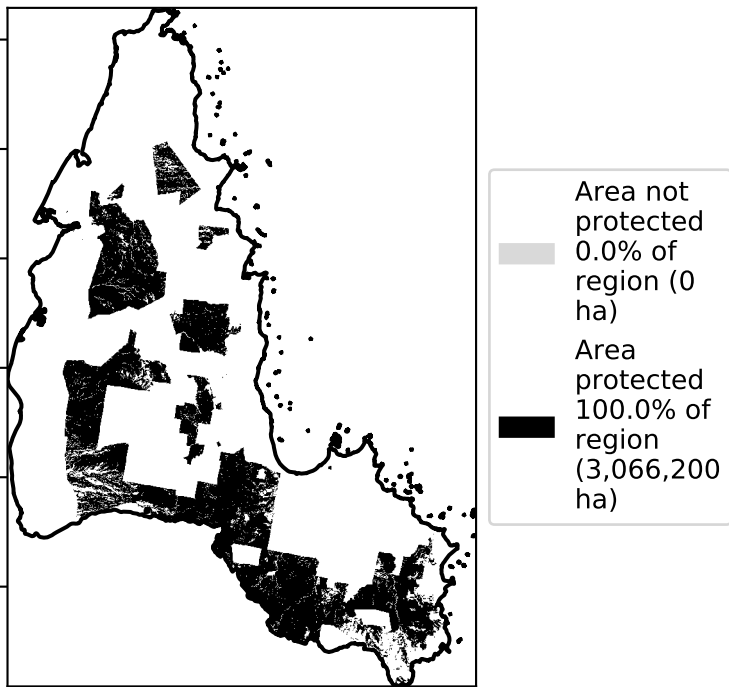 Area not
protected
0.0% of
region (0
ha)
Area
protected
100.0% of
region
(3,066,200
ha)